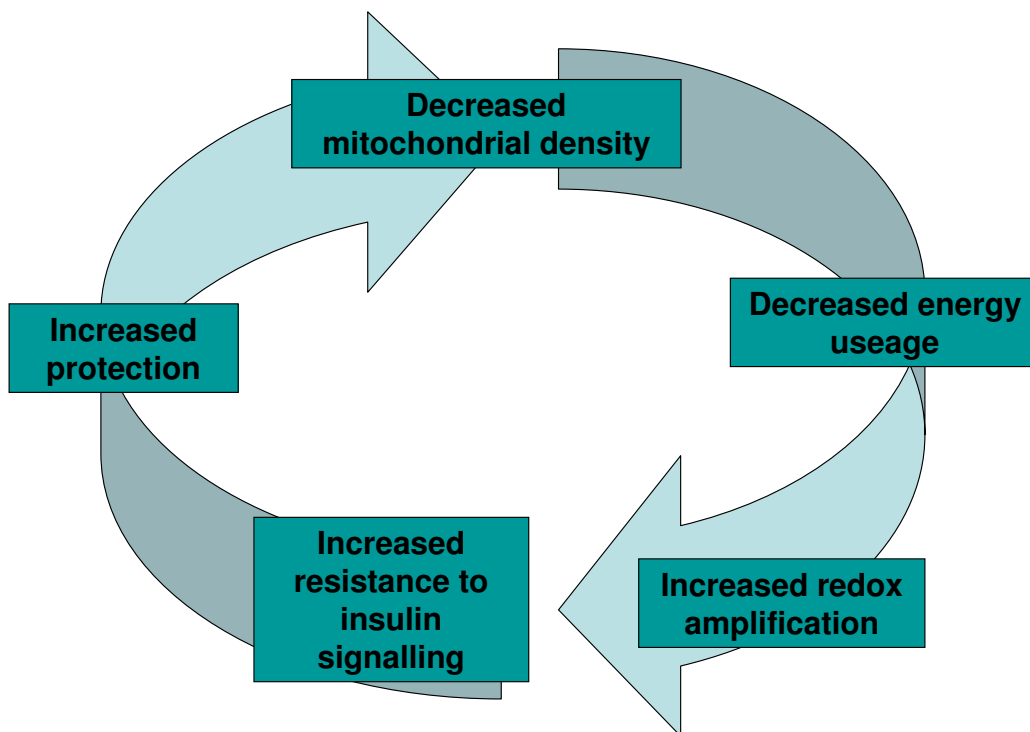 Decreased
mitochondrial density
Decreased energy
useage
Increased redox
amplification
Increased
resistance to
insulin
signalling
Increased
protection